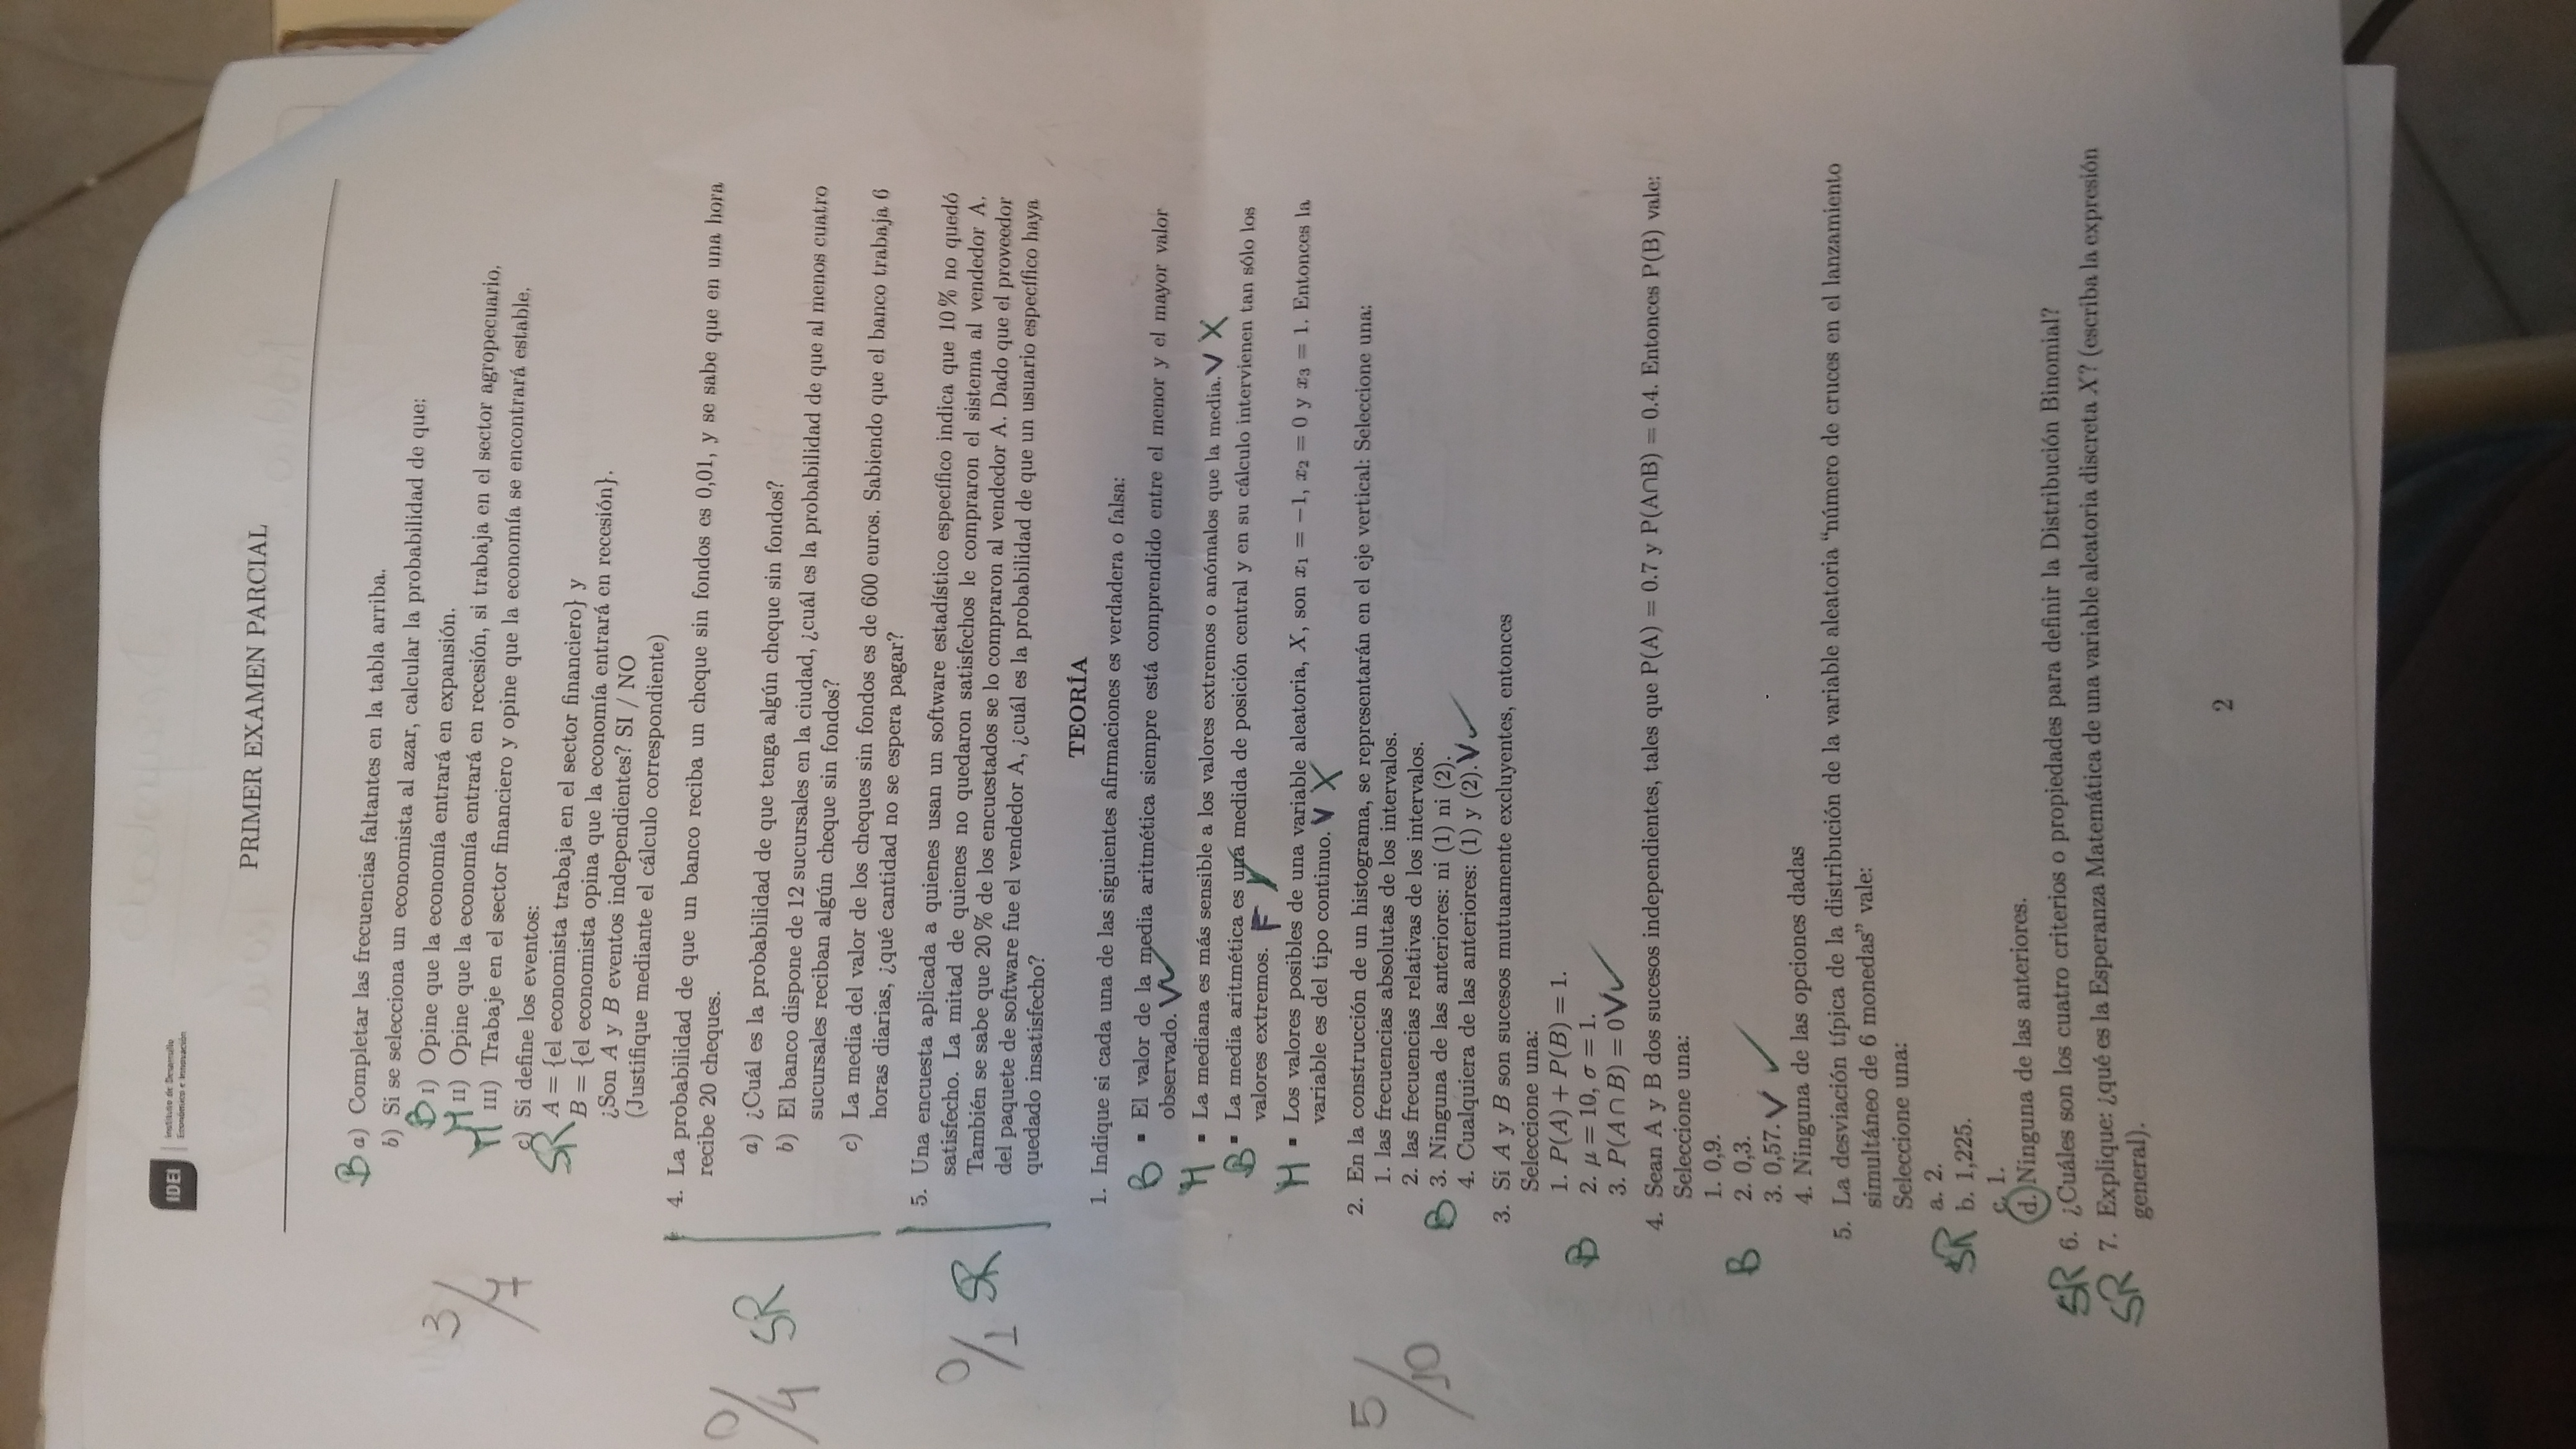 IDEI
Instituto de Desarrollo
Económico e Innovación
PRIMER EXAMEN PARCIAL
B a) Completar las frecuencias faltantes en la tabla arriba.
b) Si se selecciona un economista al azar, calcular la probabilidad de que:
B I) Opine que la economía entrará en expansión.
M II) Opine que la economía entrará en recesión, si trabaja en el sector agropecuario.
M III) Trabaje en el sector financiero y opine que la economía se encontrará estable.
3/7
c) Si define los eventos:
SR A = {el economista trabaja en el sector financiero} y
B = {el economista opina que la economía entrará en recesión}.
¿Son A y B eventos independientes? SI / NO
(Justifique mediante el cálculo correspondiente)
4. La probabilidad de que un banco reciba un cheque sin fondos es 0,01, y se sabe que en una hora
recibe 20 cheques.
0/4 SR
a) ¿Cuál es la probabilidad de que tenga algún cheque sin fondos?
b) El banco dispone de 12 sucursales en la ciudad, ¿cuál es la probabilidad de que al menos cuatro
sucursales reciban algún cheque sin fondos?
c) La media del valor de los cheques sin fondos es de 600 euros. Sabiendo que el banco trabaja 6
horas diarias, ¿qué cantidad no se espera pagar?
5. Una encuesta aplicada a quienes usan un software estadístico específico indica que 10 % no quedó
satisfecho. La mitad de quienes no quedaron satisfechos le compraron el sistema al vendedor A.
0/1 SR
También se sabe que 20 % de los encuestados se lo compraron al vendedor A. Dado que el proveedor
del paquete de software fue el vendedor A, ¿cuál es la probabilidad de que un usuario específico haya
quedado insatisfecho?
TEORÍA
1. Indique si cada una de las siguientes afirmaciones es verdadera o falsa:
B ▪ El valor de la media aritmética siempre está comprendido entre el menor y el mayor valor
observado. V ✓
M ▪ La mediana es más sensible a los valores extremos o anómalos que la media. V X
B ▪ La media aritmética es una medida de posición central y en su cálculo intervienen tan sólo los
valores extremos. F ✓
M ▪ Los valores posibles de una variable aleatoria, X, son x₁ = −1, x₂ = 0 y x₃ = 1. Entonces la
variable es del tipo continuo. V X
2. En la construcción de un histograma, se representarán en el eje vertical: Seleccione una:
5/10
1. las frecuencias absolutas de los intervalos.
2. las frecuencias relativas de los intervalos.
B 3. Ninguna de las anteriores: ni (1) ni (2).
4. Cualquiera de las anteriores: (1) y (2). V ✓
3. Si A y B son sucesos mutuamente excluyentes, entonces
Seleccione una:
1. P(A) + P(B) = 1.
B 2. μ = 10, σ = 1.
3. P(A ∩ B) = 0 V ✓
4. Sean A y B dos sucesos independientes, tales que P(A) = 0.7 y P(A∩B) = 0.4. Entonces P(B) vale:
Seleccione una:
1. 0,9.
B 2. 0,3.
3. 0,57. V ✓
4. Ninguna de las opciones dadas
5. La desviación típica de la distribución de la variable aleatoria “número de cruces en el lanzamiento
simultáneo de 6 monedas” vale:
Seleccione una:
a. 2.
SR b. 1,225.
c. 1.
d. Ninguna de las anteriores.
SR 6. ¿Cuáles son los cuatro criterios o propiedades para definir la Distribución Binomial?
SR 7. Explique: ¿qué es la Esperanza Matemática de una variable aleatoria discreta X? (escriba la expresión
general).
2